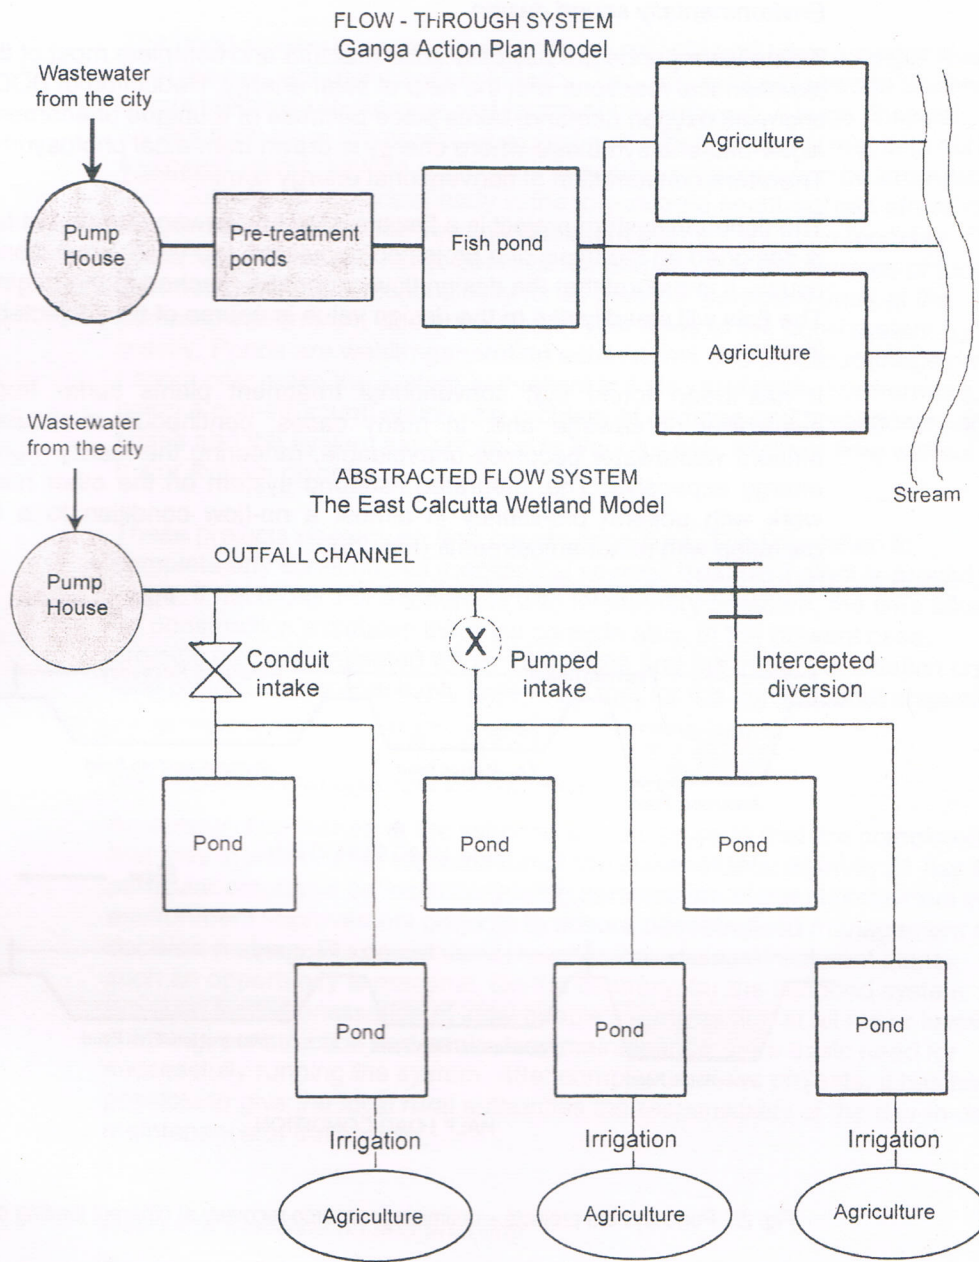 FLOW - THROUGH SYSTEM
Ganga Action Plan Model
Wastewater
from the city
Pump
House
Pre-treatment
ponds
Fish pond
Agriculture
Agriculture
Stream
Wastewater
from the city
ABSTRACTED FLOW SYSTEM
The East Calcutta Wetland Model
Pump
House
OUTFALL CHANNEL
Conduit
intake
X
Pumped
intake
Intercepted
diversion
Pond
Pond
Pond
Pond
Pond
Pond
Irrigation
Irrigation
Irrigation
Agriculture
Agriculture
Agriculture